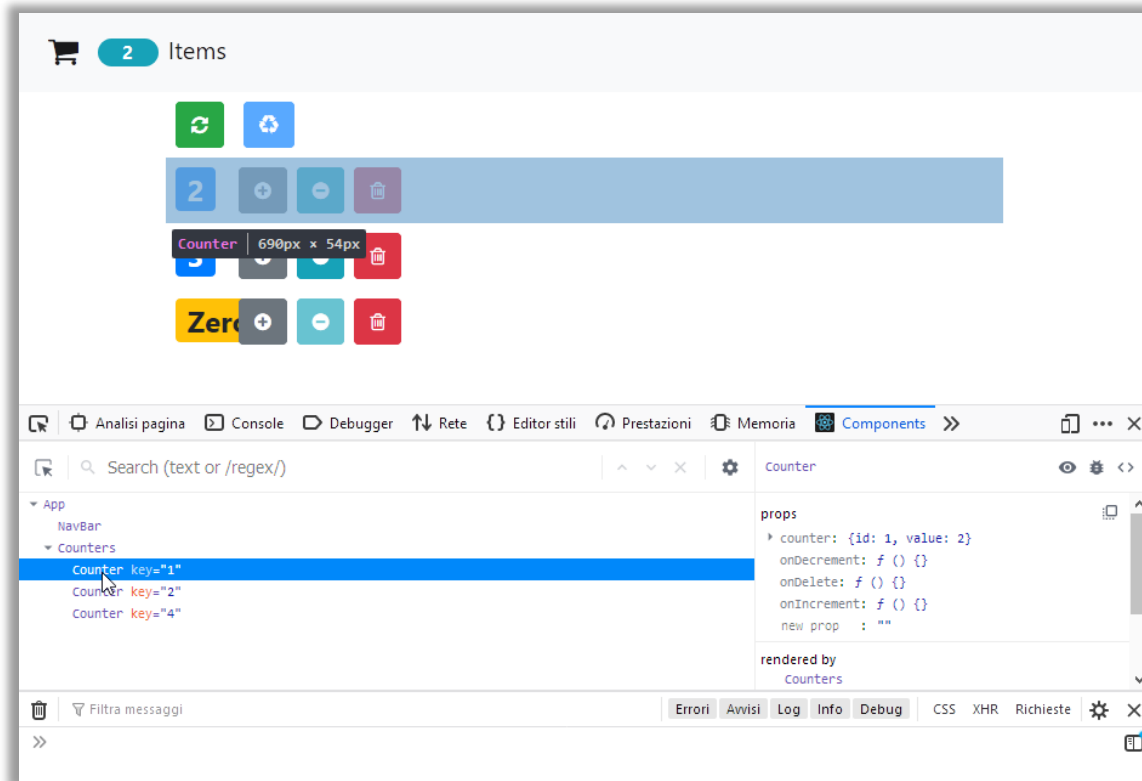 2 Items
2
Counter | 690px × 54px
Zero
Analisi pagina Console Debugger Rete Editor stili Prestazioni Memoria Components
Search (text or /regex/)
Counter
App
NavBar
Counters
Counter key="1"
Counter key="2"
Counter key="4"
props
counter: {id: 1, value: 2}
onDecrement: ƒ () {}
onDelete: ƒ () {}
onIncrement: ƒ () {}
new prop : ""
rendered by
Counters
Filtra messaggi
Errori Avvisi Log Info Debug CSS XHR Richieste